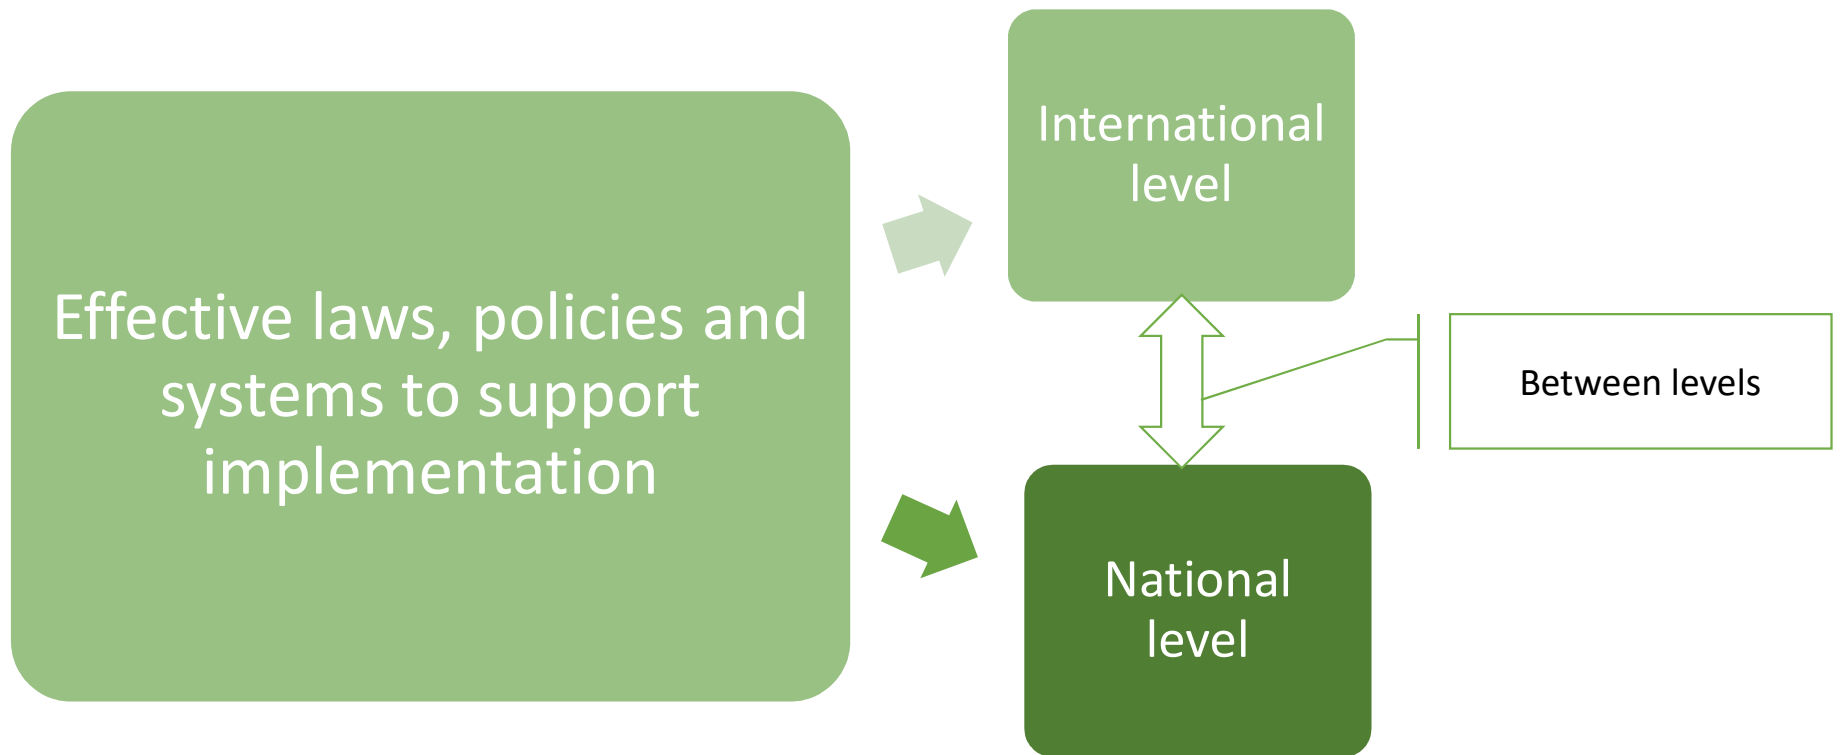 Effective laws, policies and
systems to support
implementation
International
level
Between levels
National
level